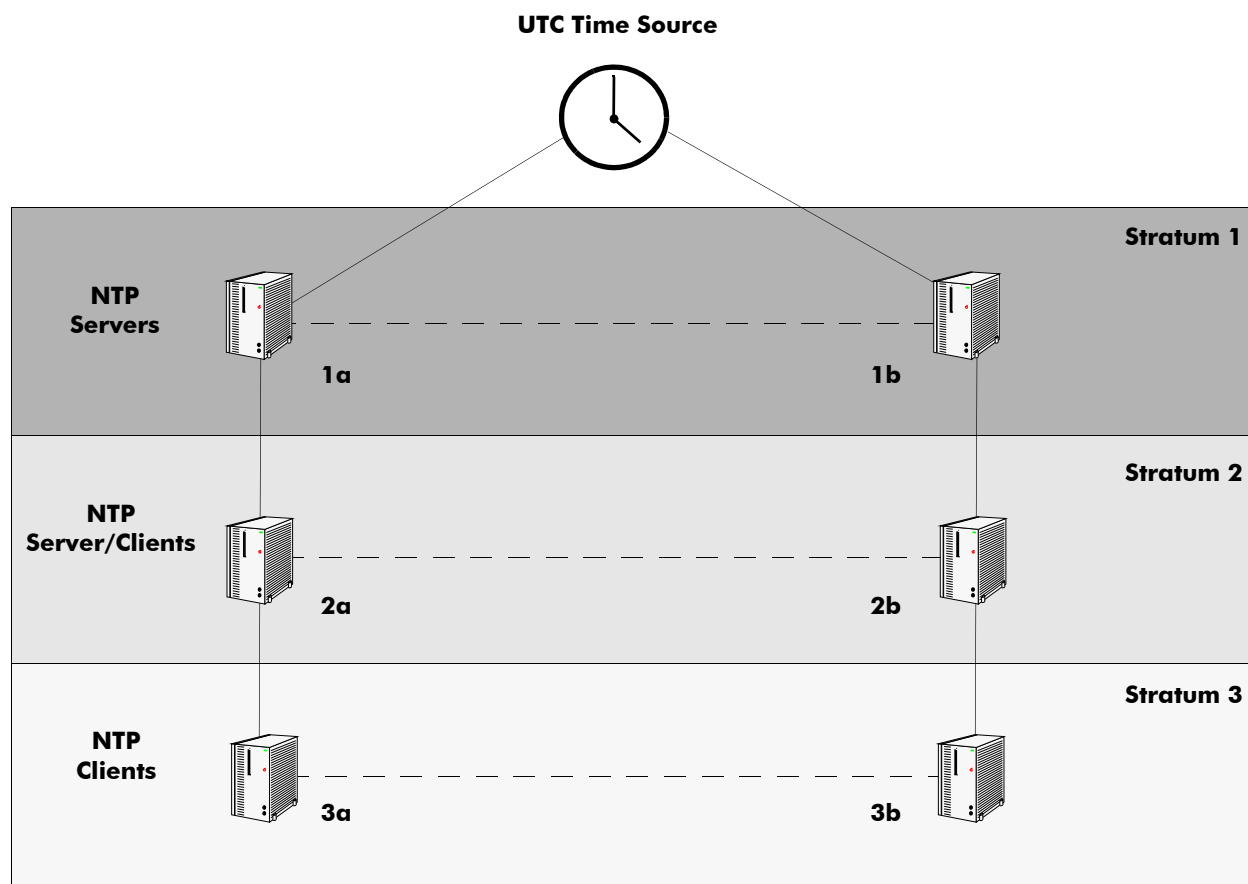 UTC Time Source
Stratum 1
NTP
Servers
1a
1b
Stratum 2
NTP
Server/Clients
2a
2b
Stratum 3
NTP
Clients
3a
3b